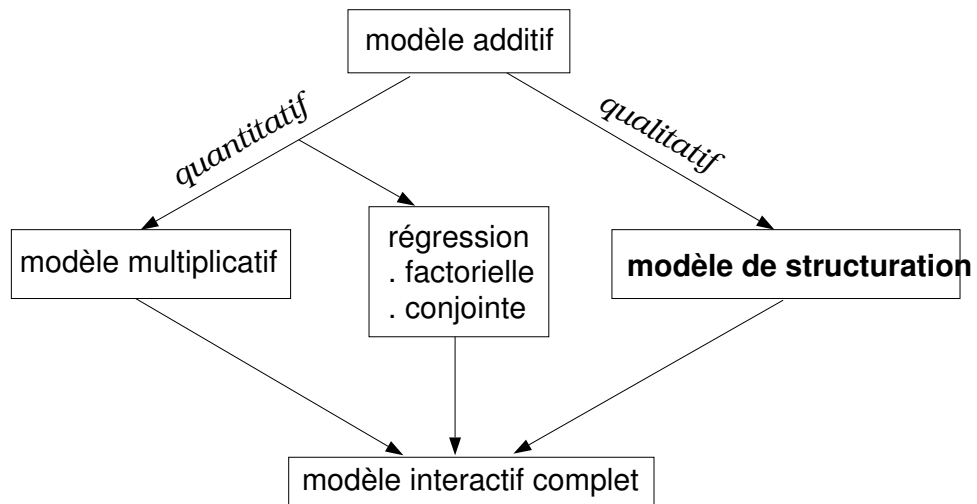 modèle additif
quantitatif
qualitatif
modèle multiplicatif
régression
. factorielle
. conjointe
modèle de structuration
modèle interactif complet